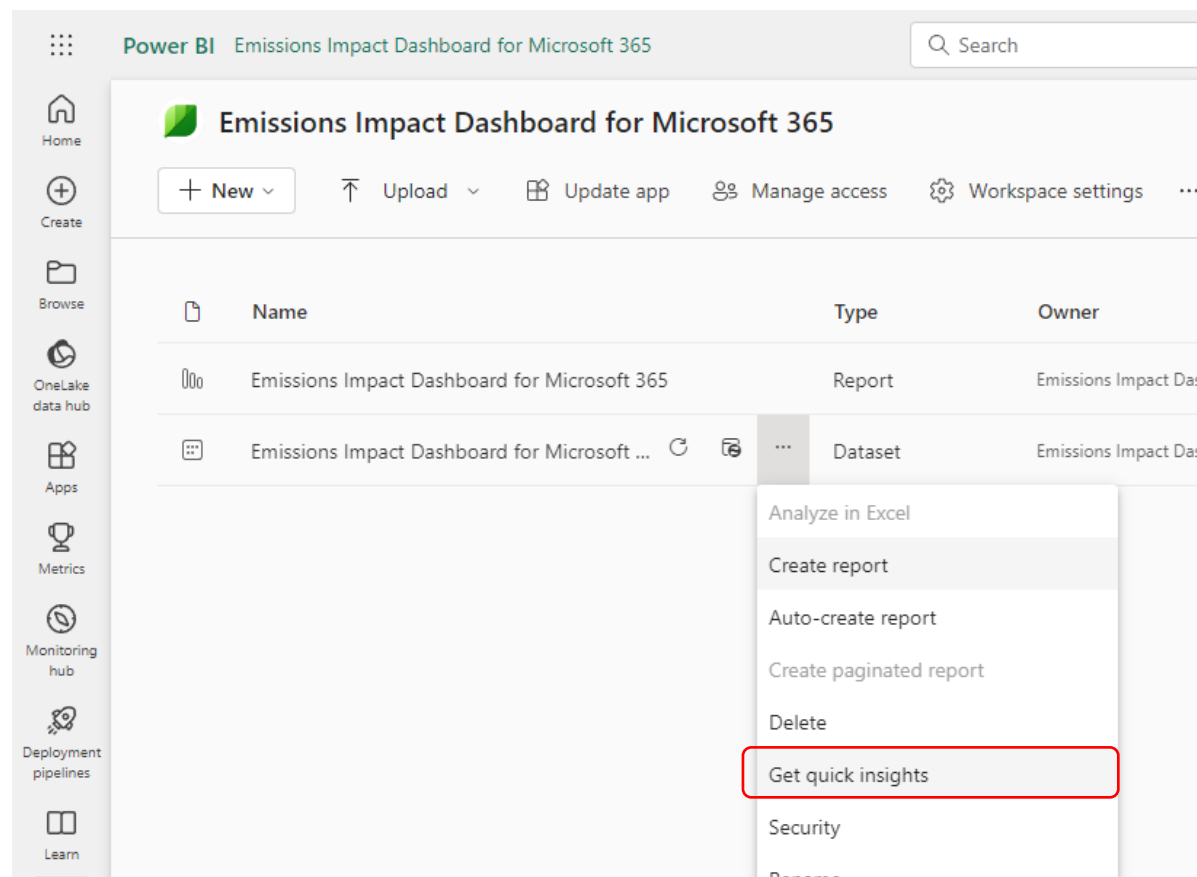 Power BI Emissions Impact Dashboard for Microsoft 365
Search
Home
Create
Browse
OneLake
data hub
Apps
Metrics
Monitoring
hub
Deployment
pipelines
Learn
Emissions Impact Dashboard for Microsoft 365
New Upload Update app Manage access Workspace settings ...
Name Type Owner
Emissions Impact Dashboard for Microsoft 365 Report Emissions Impact Das
Emissions Impact Dashboard for Microsoft ... ... Dataset Emissions Impact Das
Analyze in Excel
Create report
Auto-create report
Create paginated report
Delete
Get quick insights
Security